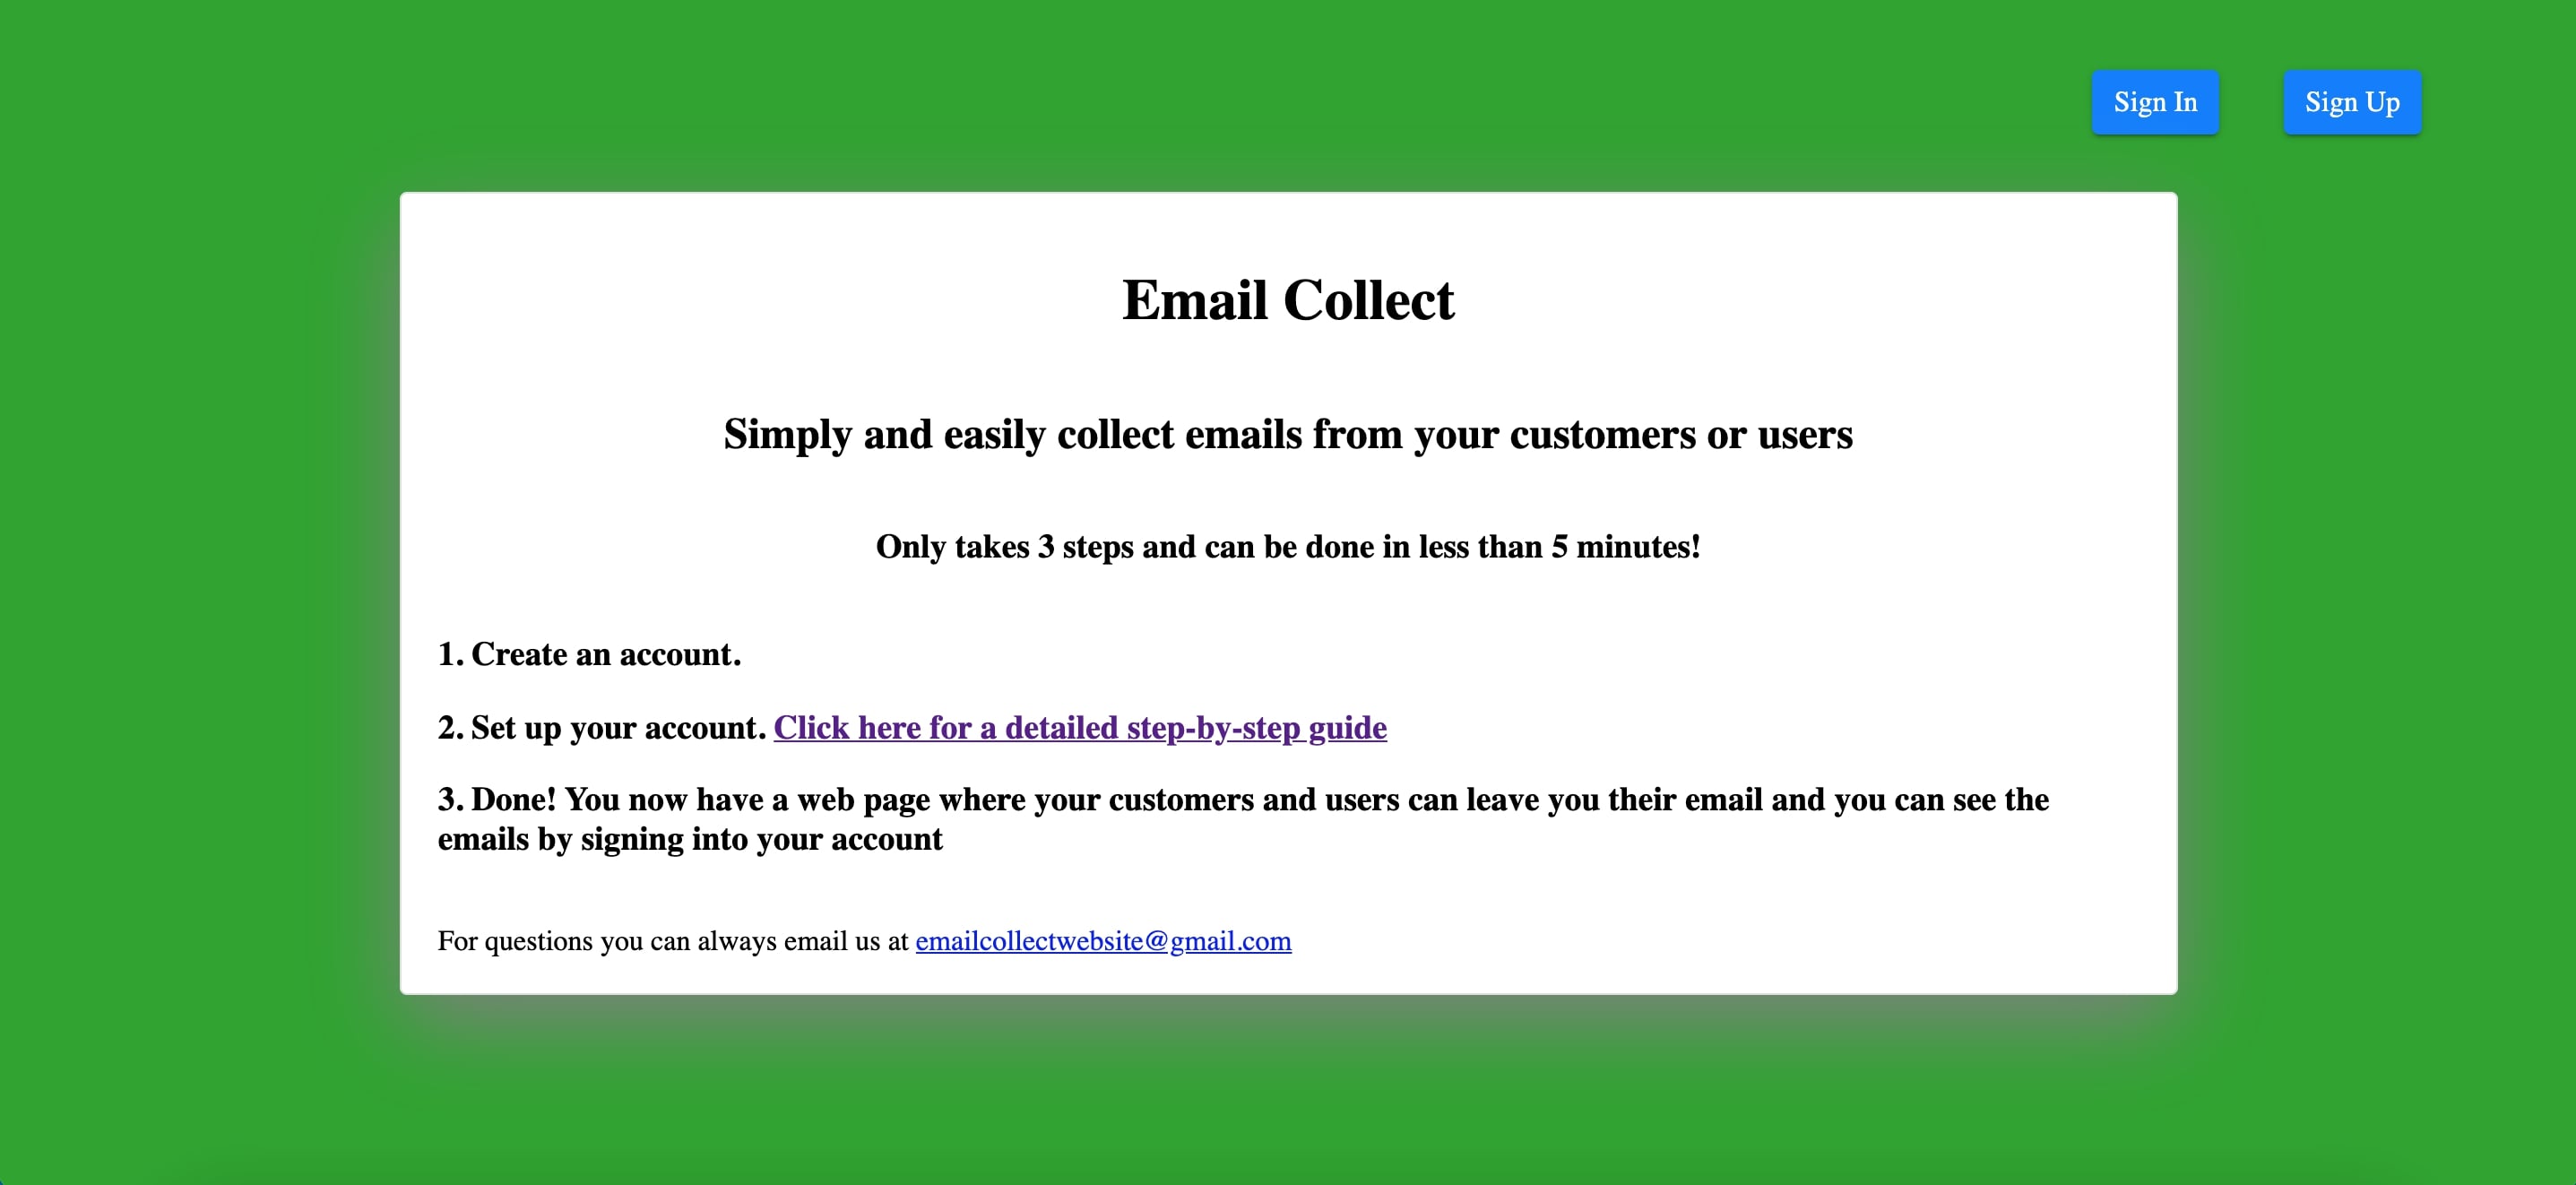 Sign In Sign Up
Email Collect
Simply and easily collect emails from your customers or users
Only takes 3 steps and can be done in less than 5 minutes!
1. Create an account.
2. Set up your account. Click here for a detailed step-by-step guide
3. Done! You now have a web page where your customers and users can leave you their email and you can see the
emails by signing into your account
For questions you can always email us at emailcollectwebsite@gmail.com